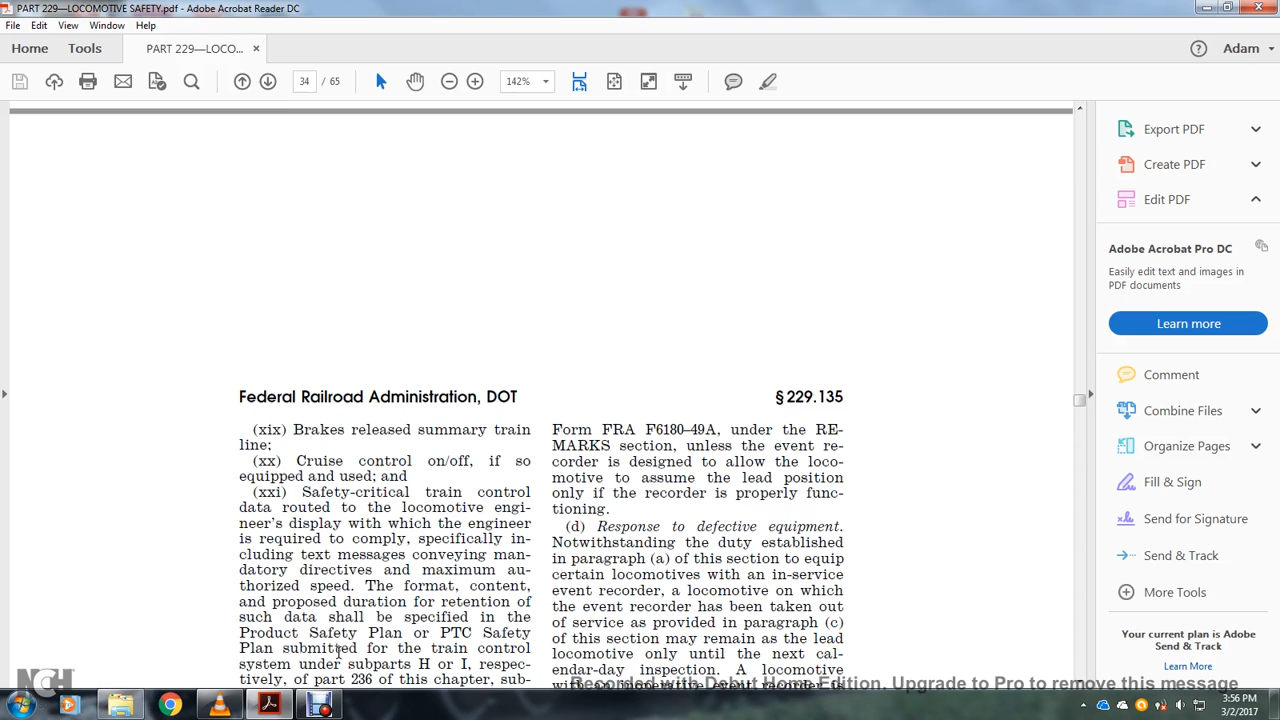 PART 229—LOCOMOTIVE SAFETY.pdf - Adobe Acrobat Reader DC
File Edit View Window Help
Home Tools PART 229—LOCO... × Adam
34 / 65 142%
Federal Railroad Administration, DOT § 229.135
(xix) Brakes released summary train
line;
(xx) Cruise control on/off, if so
equipped and used; and
(xxi) Safety-critical train control
data routed to the locomotive engi-
neer's display with which the engineer
is required to comply, specifically in-
cluding text messages conveying man-
datory directives and maximum au-
thorized speed. The format, content,
and proposed duration for retention of
such data shall be specified in the
Product Safety Plan or PTC Safety
Plan submitted for the train control
system under subparts H or I, respec-
tively, of part 236 of this chapter, sub-
Form FRA F6180–49A, under the RE-
MARKS section, unless the event re-
corder is designed to allow the loco-
motive to assume the lead position
only if the recorder is properly func-
tioning.
(d) Response to defective equipment.
Notwithstanding the duty established
in paragraph (a) of this section to equip
certain locomotives with an in-service
event recorder, a locomotive on which
the event recorder has been taken out
of service as provided in paragraph (c)
of this section may remain as the lead
locomotive only until the next cal-
endar-day inspection. A locomotive
with an inoperative event recorder is
Export PDF
Create PDF
Edit PDF
Adobe Acrobat Pro DC
Easily edit text and images in
PDF documents
Learn more
Comment
Combine Files
Organize Pages
Fill & Sign
Send for Signature
Send & Track
More Tools
Your current plan is Adobe
Send & Track
Learn More
NCH
Recorded with Debut Home Edition. Upgrade to Pro to remove this message
3:56 PM
3/2/2017